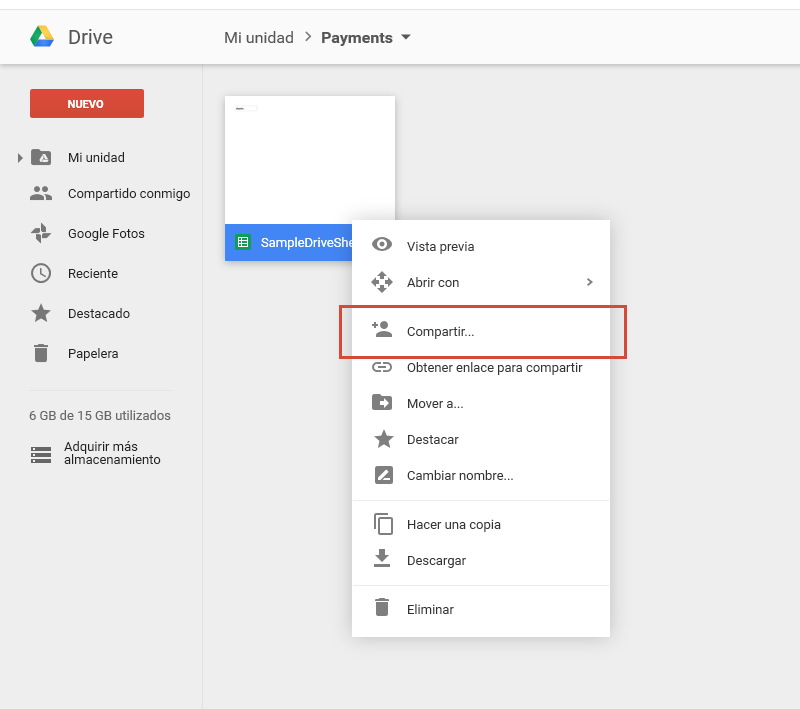 Drive
Mi unidad > Payments
NUEVO
Mi unidad
Compartido conmigo
Google Fotos
Reciente
Destacado
Papelera
6 GB de 15 GB utilizados
Adquirir más
almacenamiento
SampleDriveShe
Vista previa
Abrir con
Compartir...
Obtener enlace para compartir
Mover a...
Destacar
Cambiar nombre...
Hacer una copia
Descargar
Eliminar